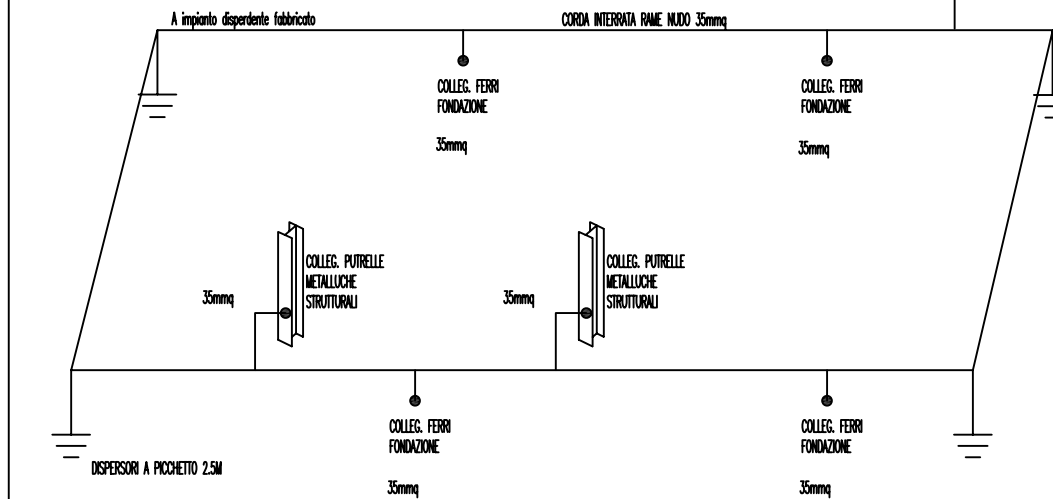 A impianto disperdente fabbricato
CORDA INTERRATA RAME NUDO 35mmq
COLLEG. FERRI
FONDAZIONE
35mmq
COLLEG. FERRI
FONDAZIONE
35mmq
COLLEG. PUTRELLE
METALLUCHE
STRUTTURALI
35mmq
COLLEG. PUTRELLE
METALLUCHE
STRUTTURALI
35mmq
COLLEG. FERRI
FONDAZIONE
35mmq
COLLEG. FERRI
FONDAZIONE
35mmq
DISPERSORI A PICCHETTO 2.5M